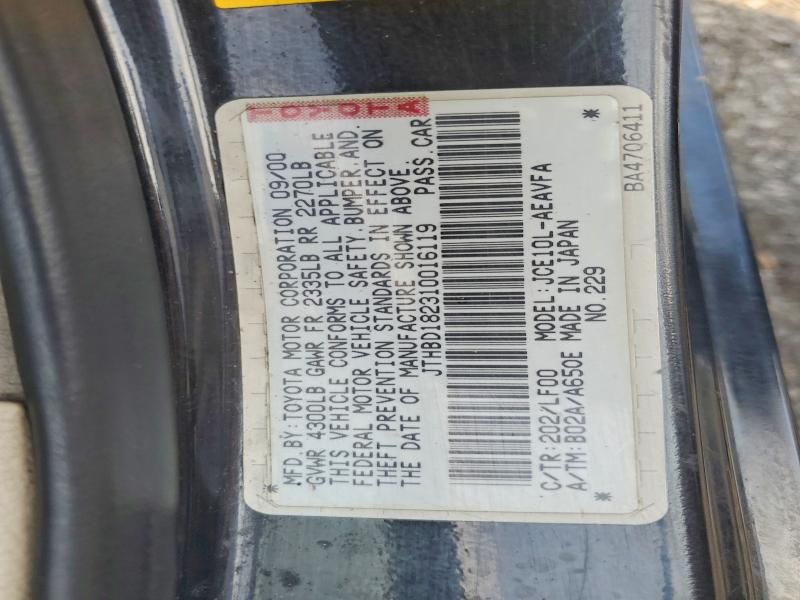 TOYOTA
MFD.BY:TOYOTA MOTOR CORPORATION 09/00
GVWR 4300LB GAWR FR 2335LB RR 2270LB
THIS VEHICLE CONFORMS TO ALL APPLICABLE
FEDERAL MOTOR VEHICLE SAFETY,BUMPER,AND
THEFT PREVENTION STANDARDS IN EFFECT ON
THE DATE OF MANUFACTURE SHOWN ABOVE.
JTHBD182310016119 PASS.CAR
C/TR:202/LF00 MODEL:JCE10L-AEAVFA
A/TM:B02A/A650E MADE IN JAPAN
NO.229
BA4706411